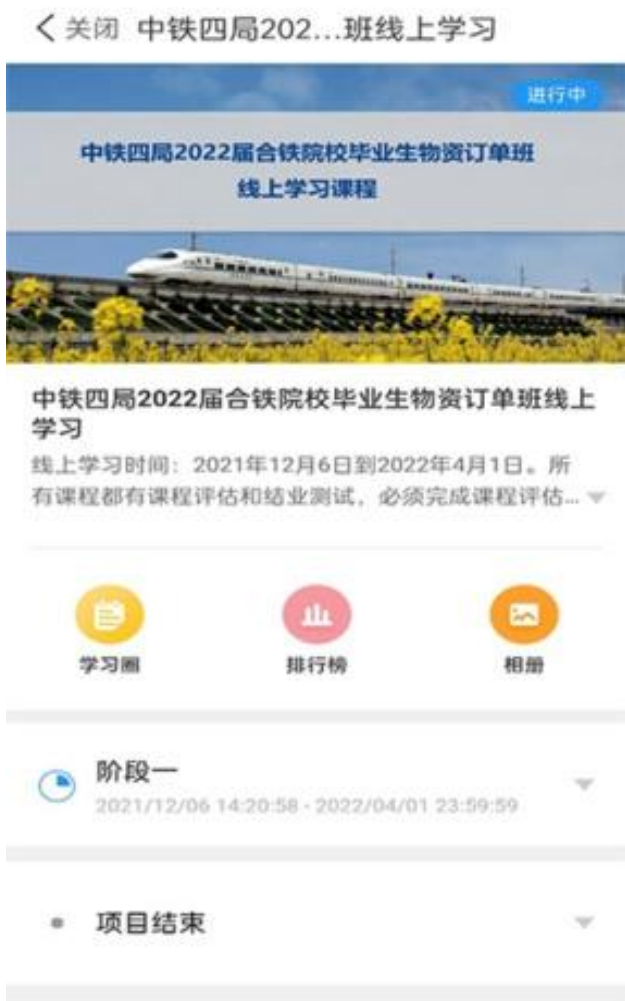 关闭 中铁四局202...班线上学习
进行中
中铁四局2022届合铁院校毕业生物资订单班
线上学习课程
中铁四局2022届合铁院校毕业生物资订单班线上
学习
线上学习时间：2021年12月6日到2022年4月1日。所
有课程都有课程评估和结业测试，必须完成课程评估...
学习圈
排行榜
相册
阶段一
2021/12/06 14:20:58 - 2022/04/01 23:59:59
项目结束